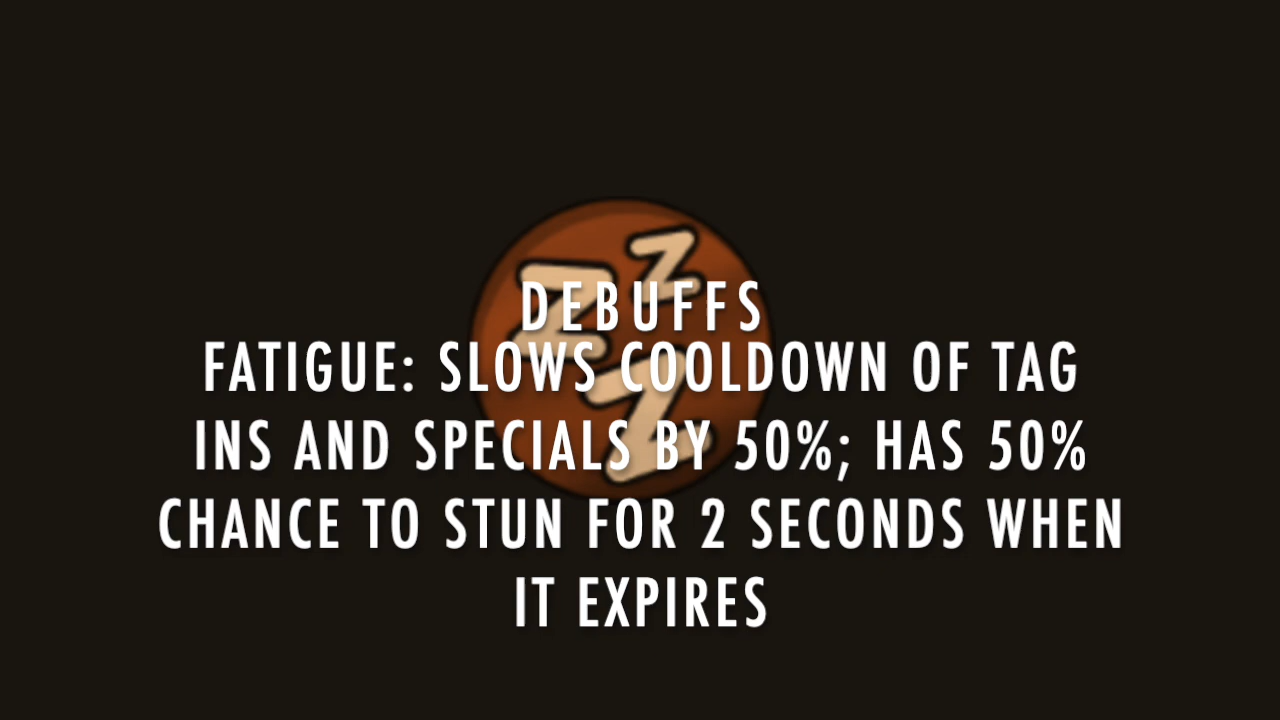 DEBUFFS
FATIGUE: SLOWS COOLDOWN OF TAG
INS AND SPECIALS BY 50%; HAS 50%
CHANCE TO STUN FOR 2 SECONDS WHEN
IT EXPIRES